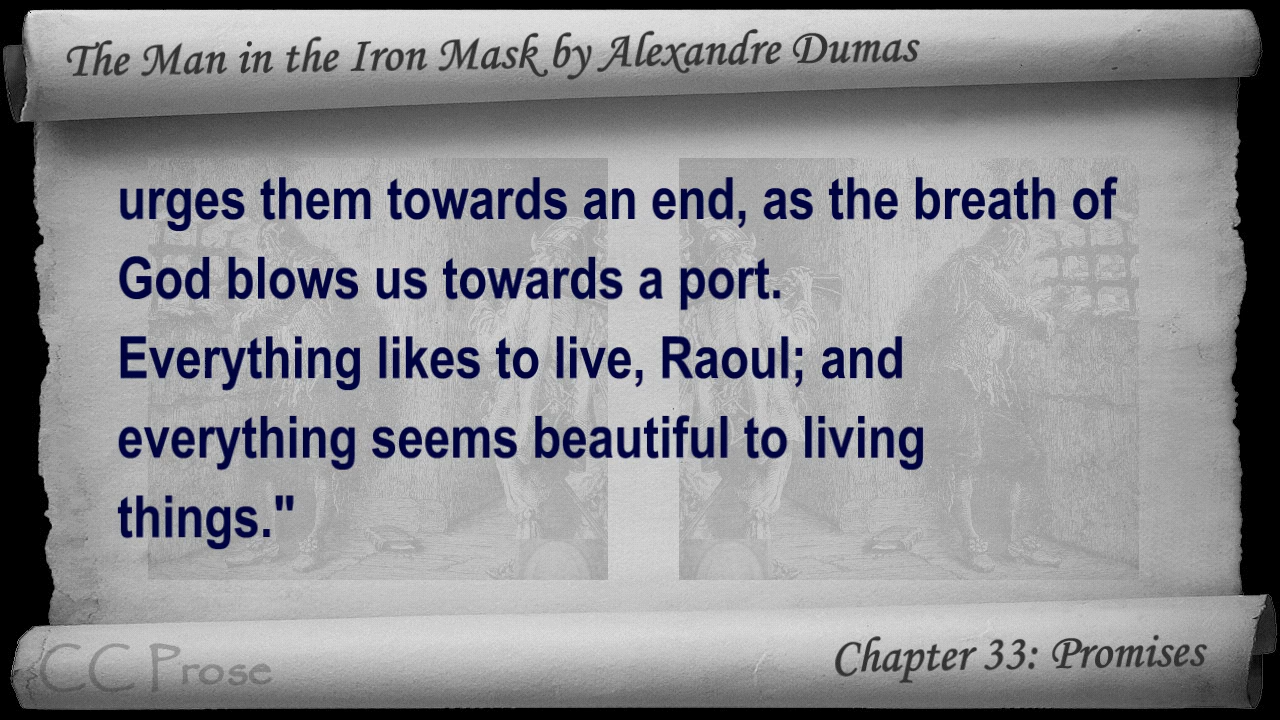 The Man in the Iron Mask by Alexandre Dumas
urges them towards an end, as the breath of
God blows us towards a port.
Everything likes to live, Raoul; and
everything seems beautiful to living
things."
CC Prose
Chapter 33: Promises